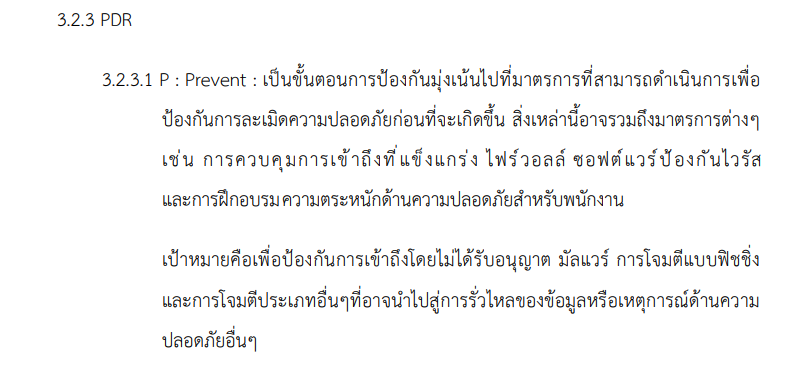 3.2.3 PDR
3.2.3.1 P : Prevent : เป็นขั้นตอนการป้องกันมุ่งเน้นไปที่มาตรการที่สามารถดำเนินการเพื่อ
ป้องกันการละเมิดความปลอดภัยก่อนที่จะเกิดขึ้น สิ่งเหล่านี้อาจรวมถึงมาตรการต่างๆ
เช่น การควบคุมการเข้าถึงที่แข็งแกร่ง ไฟร์วอลล์ ซอฟต์แวร์ป้องกันไวรัส
และการฝึกอบรมความตระหนักด้านความปลอดภัยสำหรับพนักงาน
เป้าหมายคือเพื่อป้องกันการเข้าถึงโดยไม่ได้รับอนุญาต มัลแวร์ การโจมตีแบบฟิชชิ่ง
และการโจมตีประเภทอื่นๆที่อาจนำไปสู่การรั่วไหลของข้อมูลหรือเหตุการณ์ด้านความ
ปลอดภัยอื่นๆ